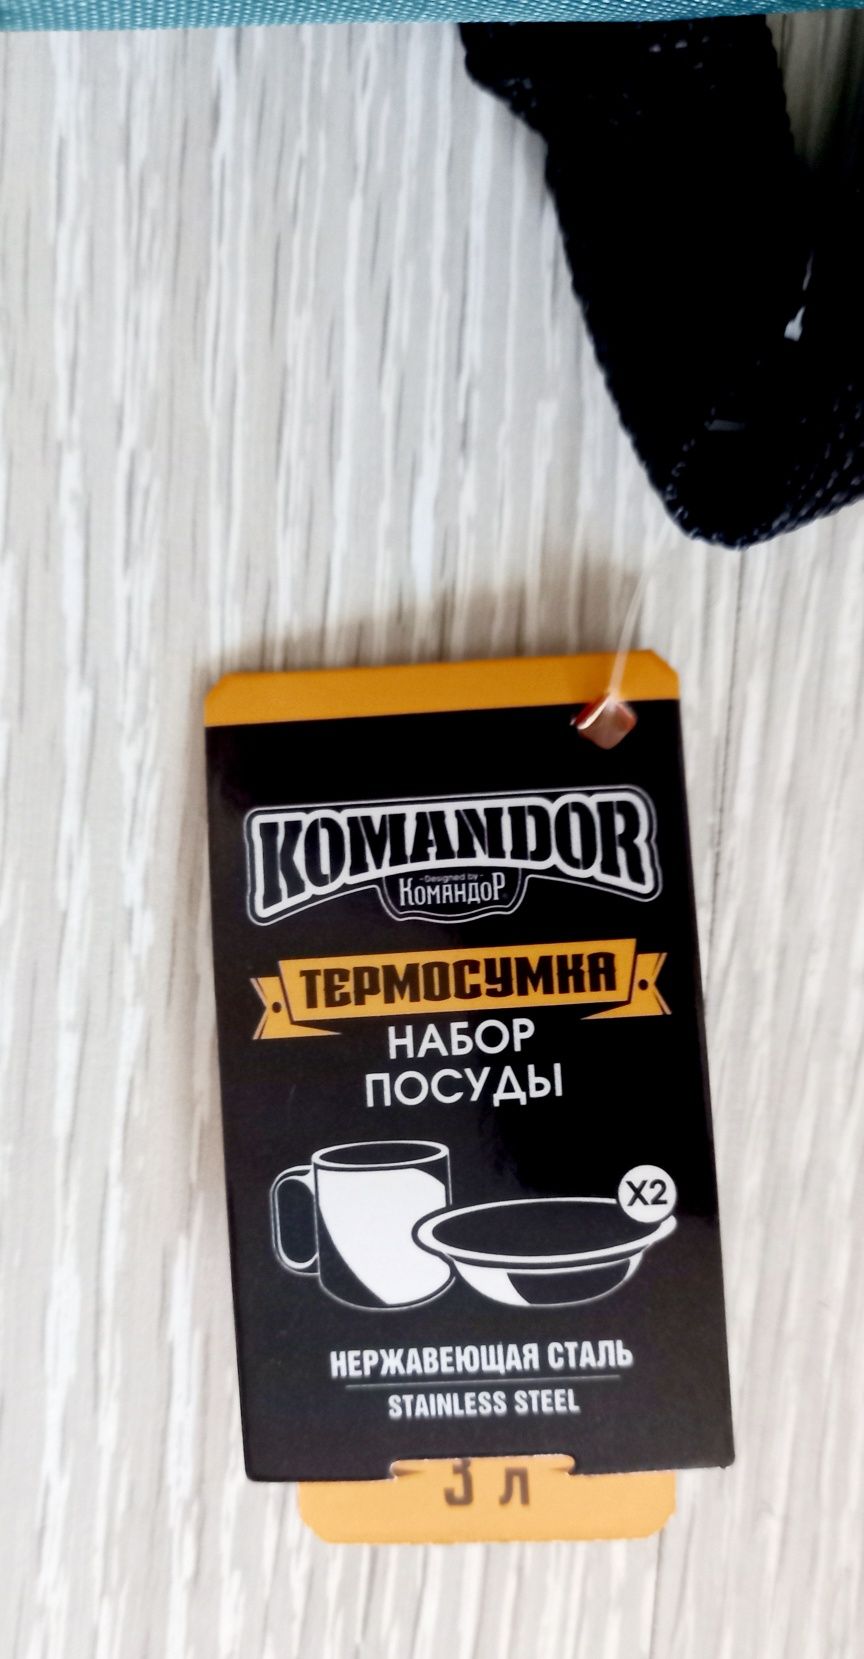 KOMANDOR
-Designed by-
КомандоР
ТЕРМОСУМКА
НАБОР
ПОСУДЫ
X2
НЕРЖАВЕЮЩАЯ СТАЛЬ
STAINLESS STEEL
3 л